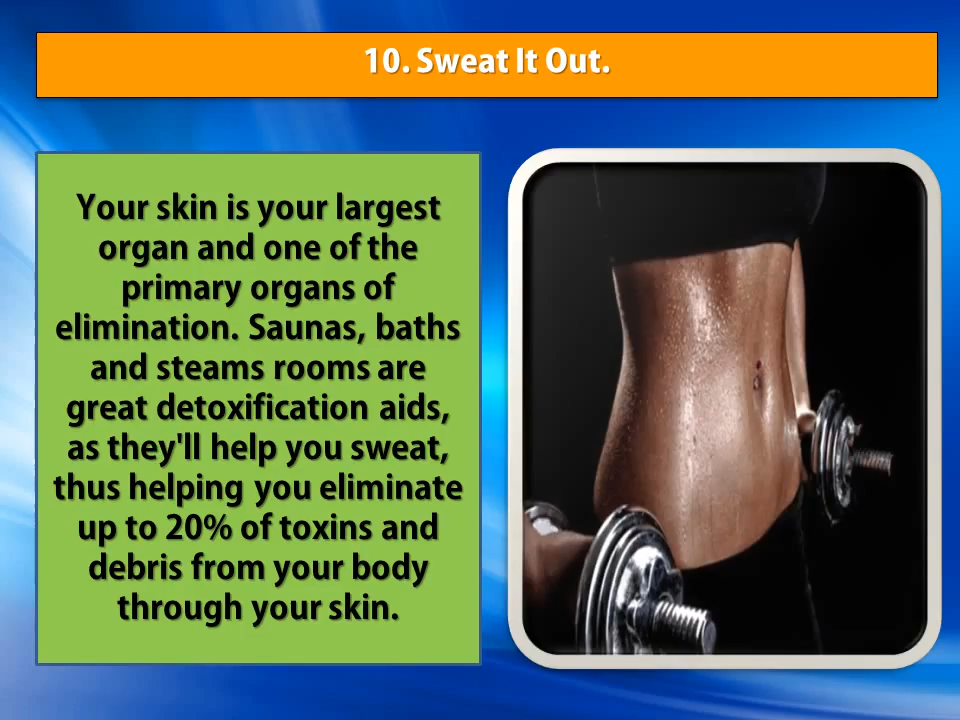 10. Sweat It Out.
Your skin is your largest
organ and one of the
primary organs of
elimination. Saunas, baths
and steams rooms are
great detoxification aids,
as they'll help you sweat,
thus helping you eliminate
up to 20% of toxins and
debris from your body
through your skin.